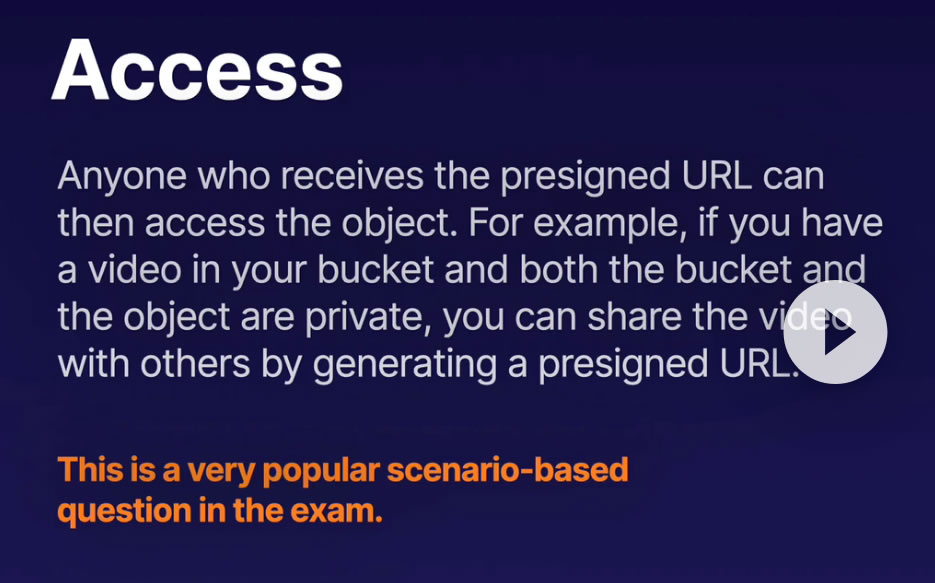 Access
Anyone who receives the presigned URL can
then access the object. For example, if you have
a video in your bucket and both the bucket and
the object are private, you can share the video
with others by generating a presigned URL.
This is a very popular scenario-based
question in the exam.